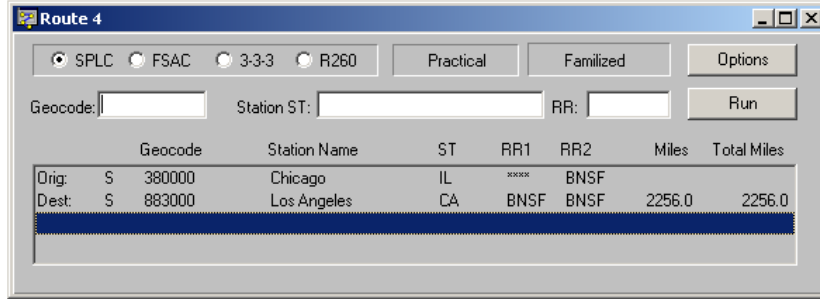 Route 4
SPLC FSAC 3-3-3 R260 Practical Familized Options
Geocode: Station ST: RR: Run
Geocode Station Name ST RR1 RR2 Miles Total Miles
Orig: S 380000 Chicago IL **** BNSF
Dest: S 883000 Los Angeles CA BNSF BNSF 2256.0 2256.0